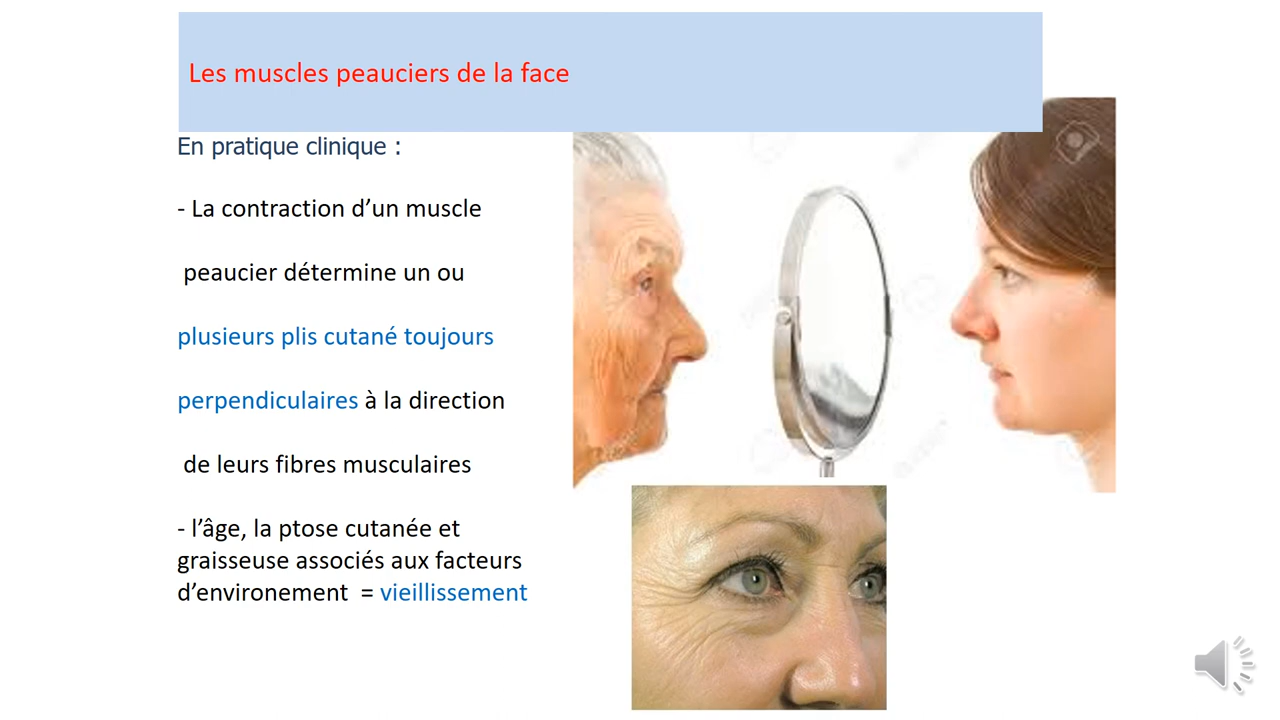 Les muscles peauciers de la face
En pratique clinique :
- La contraction d’un muscle
peaucier détermine un ou
plusieurs plis cutané toujours
perpendiculaires à la direction
de leurs fibres musculaires
- l’âge, la ptose cutanée et
graisseuse associés aux facteurs
d’environement = vieillissement